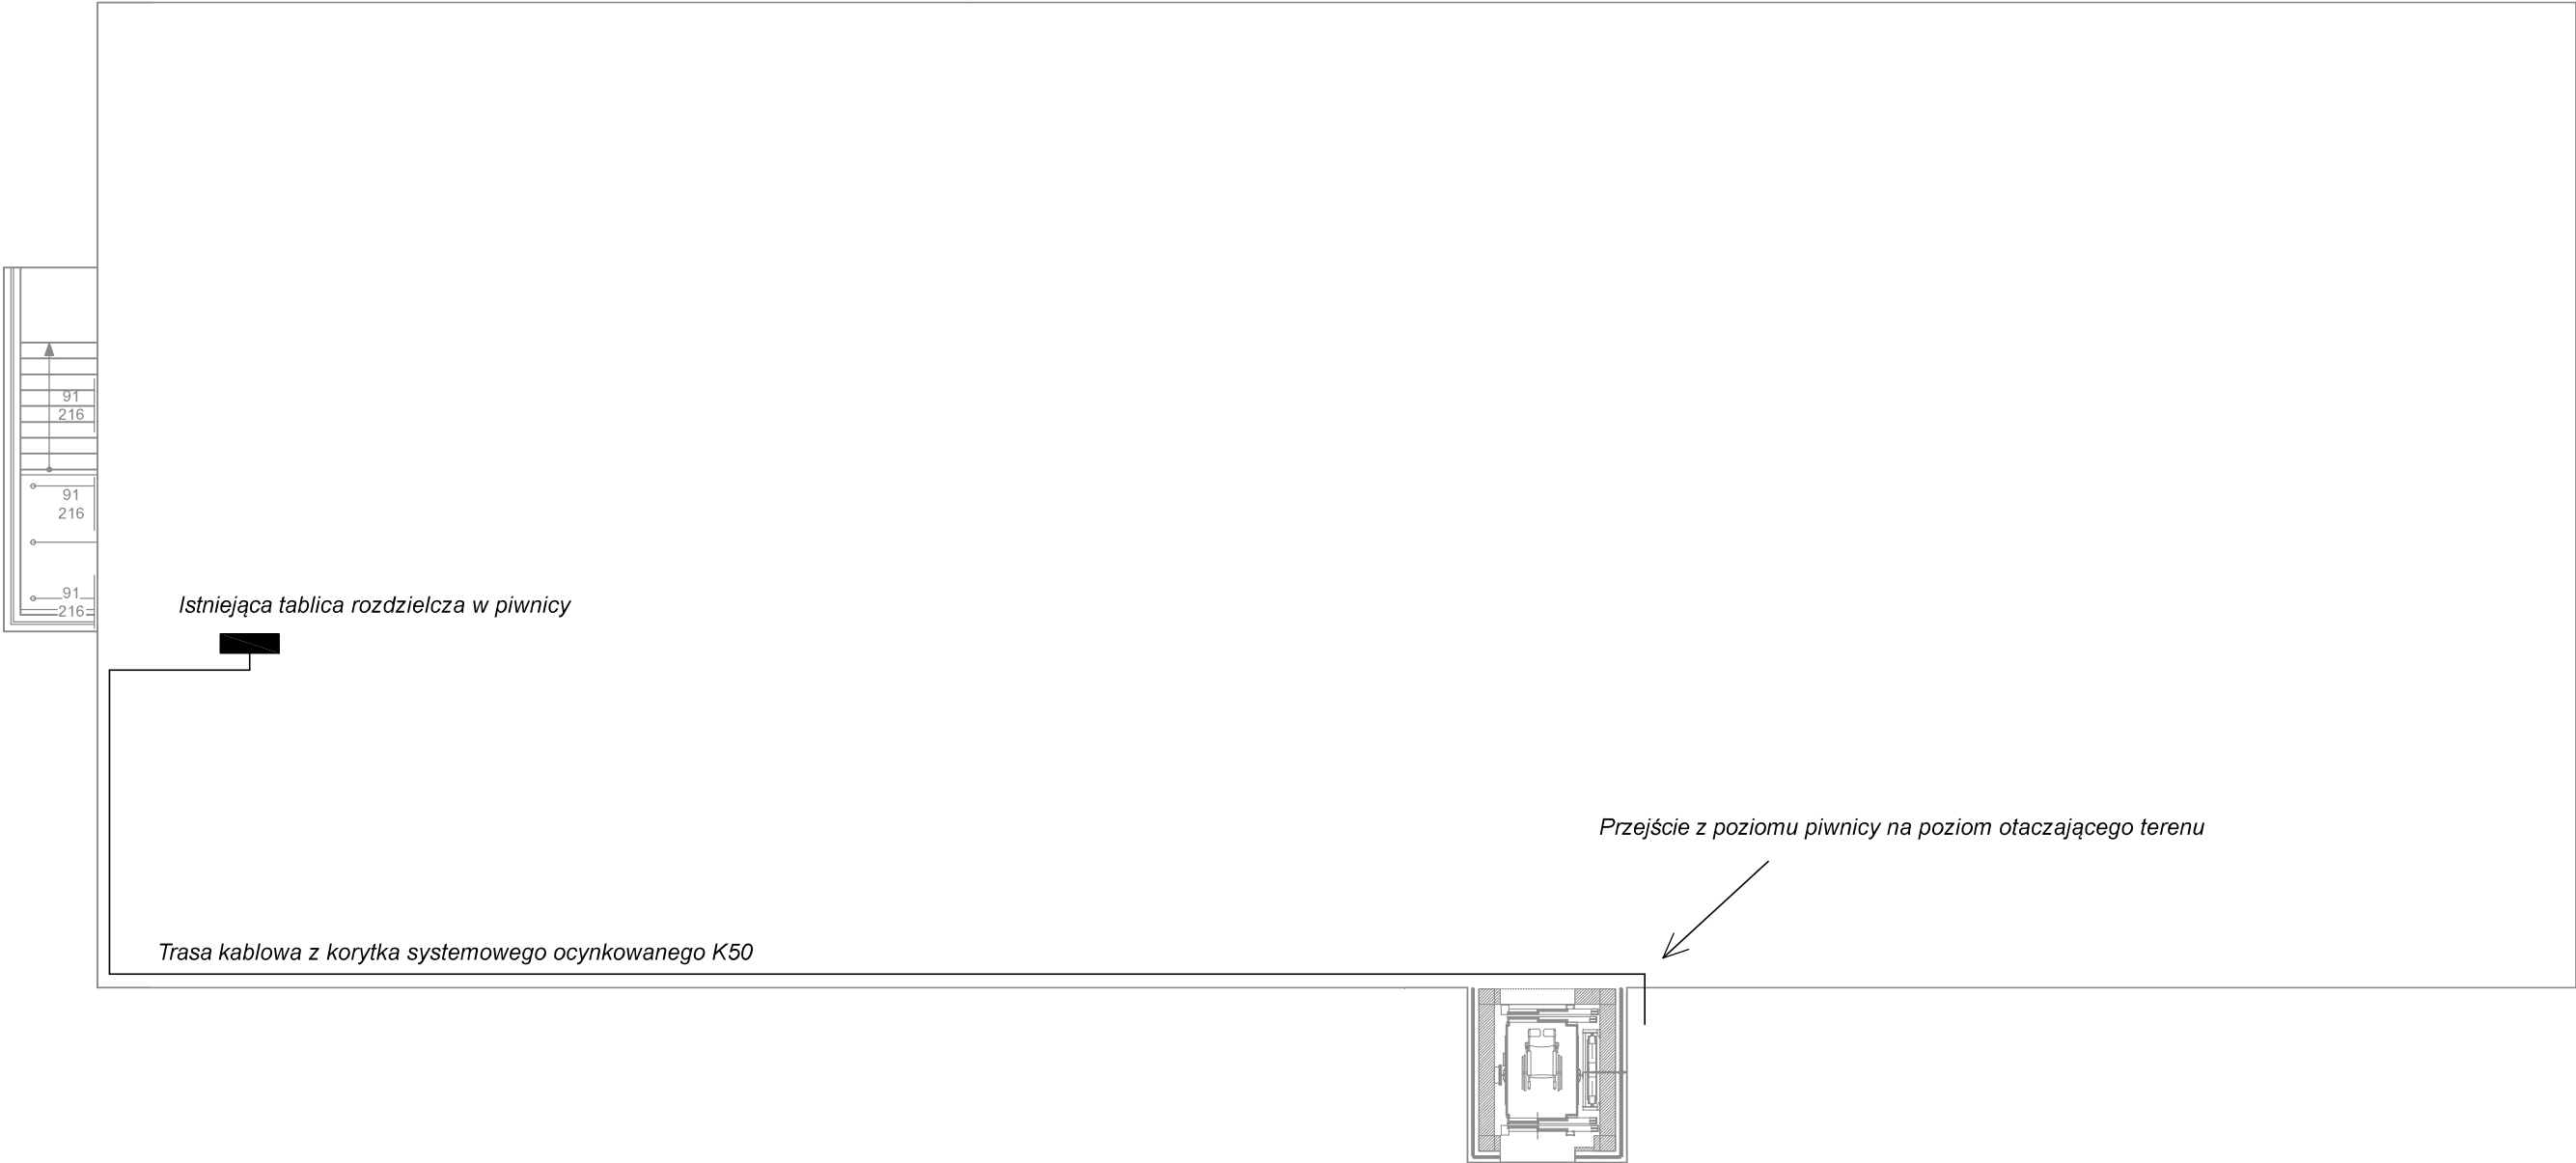 91
216
91
216
91
216
Istniejąca tablica rozdzielcza w piwnicy
Przejście z poziomu piwnicy na poziom otaczającego terenu
Trasa kablowa z korytka systemowego ocynkowanego K50